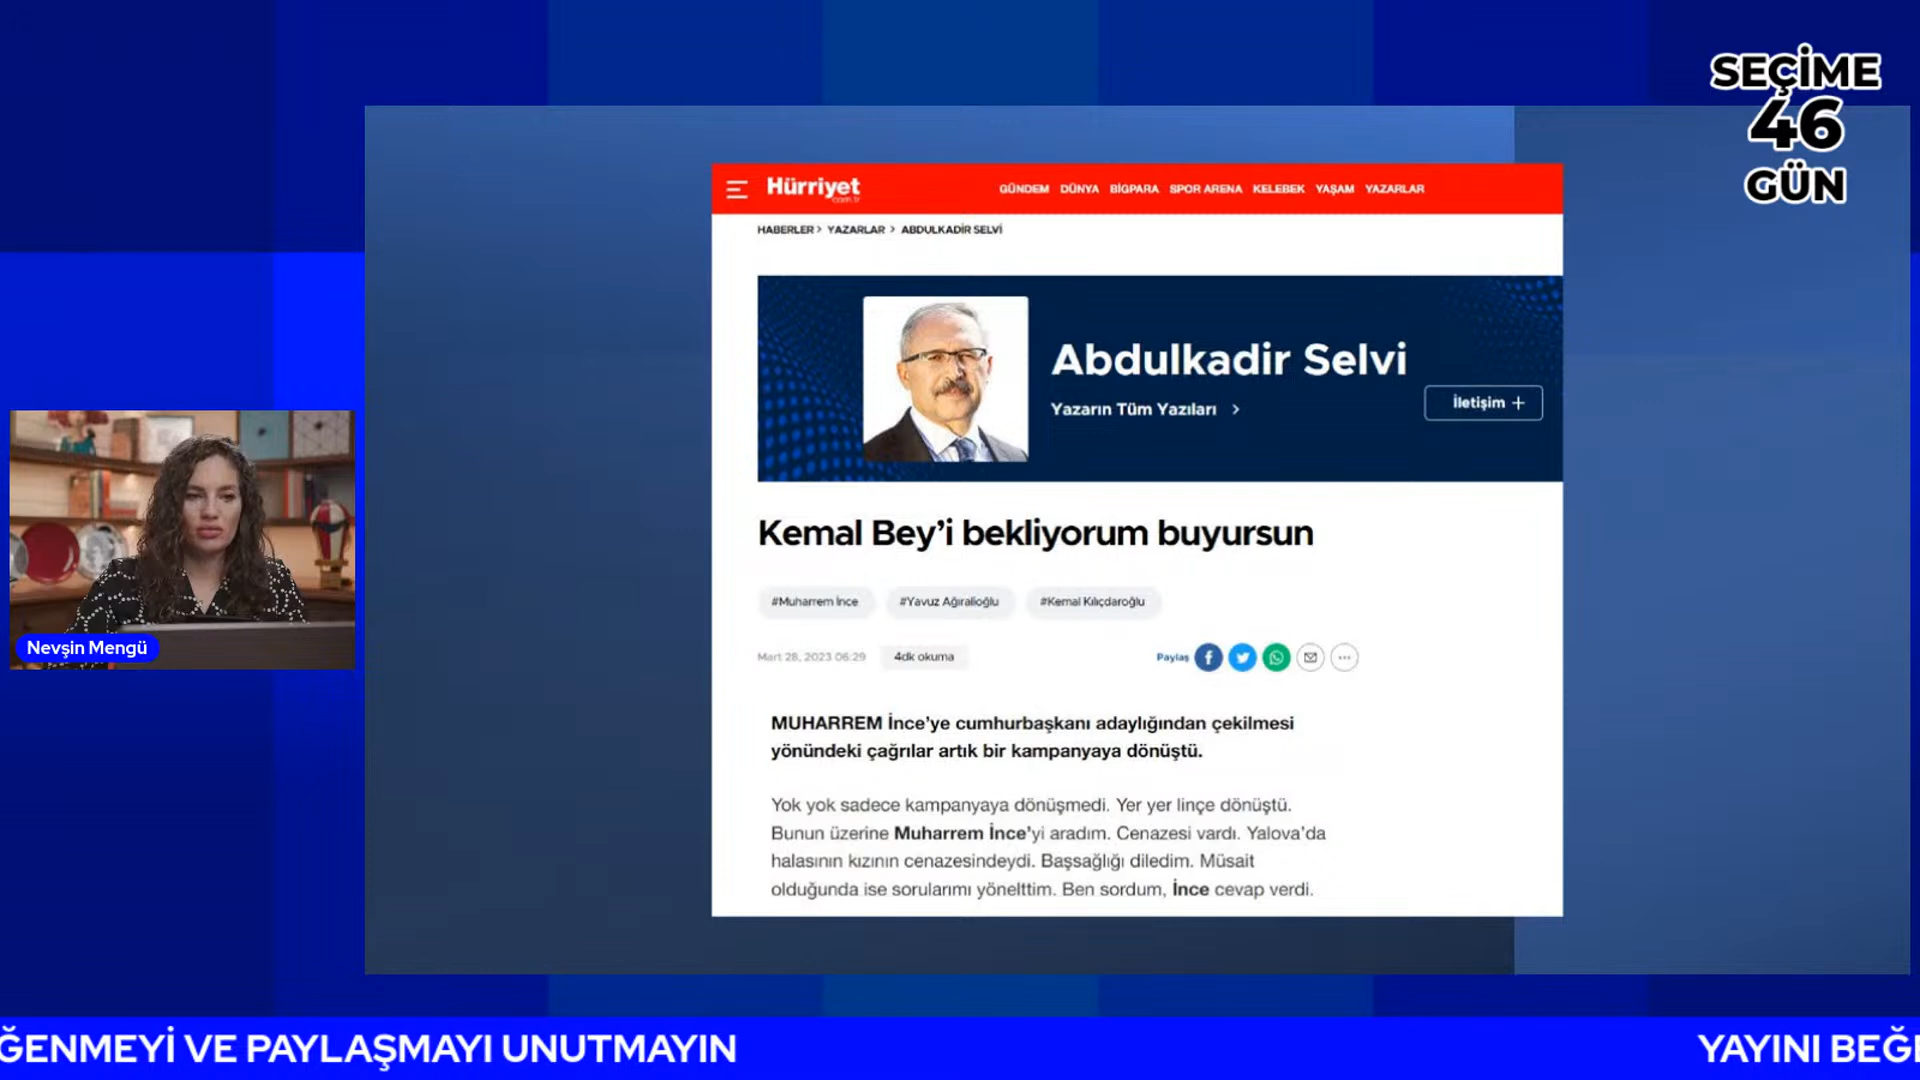 SEÇİME
46
GÜN
Hürriyet
com.tr
GÜNDEM DÜNYA BİGPARA SPOR ARENA KELEBEK YAŞAM YAZARLAR
HABERLER > YAZARLAR > ABDULKADİR SELVİ
Abdulkadir Selvi
Yazarın Tüm Yazıları >
İletişim +
Kemal Bey’i bekliyorum buyursun
#Muharrem İnce #Yavuz Ağıralioğlu #Kemal Kılıçdaroğlu
Mart 28, 2023 06:29 4dk okuma Paylaş
MUHARREM İnce’ye cumhurbaşkanı adaylığından çekilmesi
yönündeki çağrılar artık bir kampanyaya dönüştü.
Yok yok sadece kampanyaya dönüşmedi. Yer yer linçe dönüştü.
Bunun üzerine Muharrem İnce’yi aradım. Cenazesi vardı. Yalova’da
halasının kızının cenazesindeydi. Başsağlığı diledim. Müsait
olduğunda ise sorularımı yönelttim. Ben sordum, İnce cevap verdi.
Nevşin Mengü
ĞENMEYİ VE PAYLAŞMAYI UNUTMAYIN YAYINI BEĞE